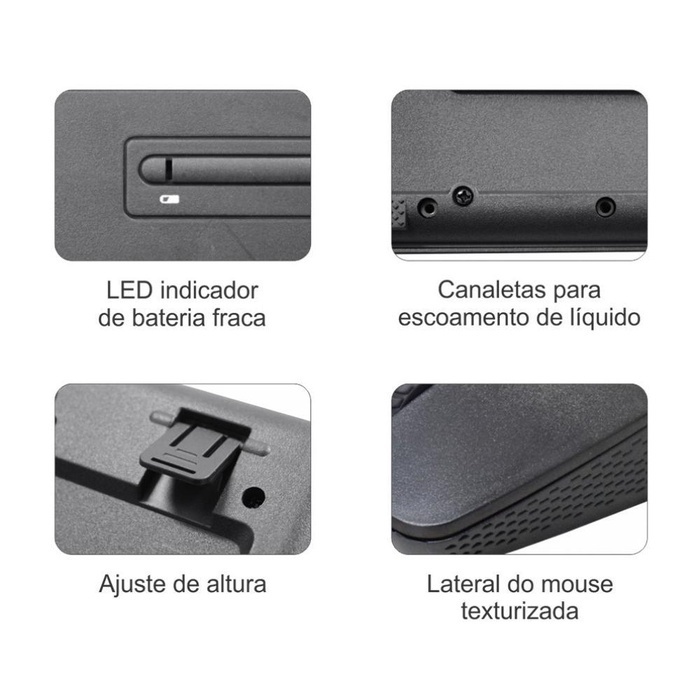 LED indicador
de bateria fraca
Canaletas para
escoamento de líquido
Ajuste de altura
Lateral do mouse
texturizada